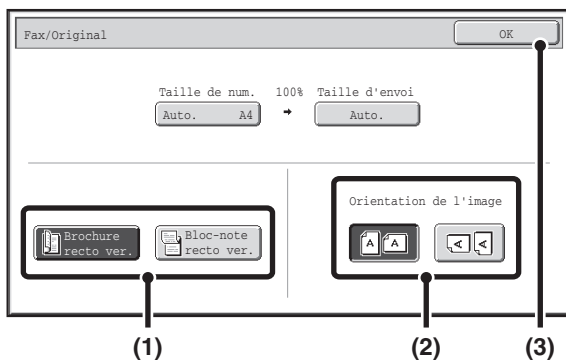 Fax/Original
OK
Taille de num. 100% Taille d'envoi
Auto. A4 → Auto.
Orientation de l'image
Brochure
recto ver.
Bloc-note
recto ver.
A A A A
(1) (2) (3)